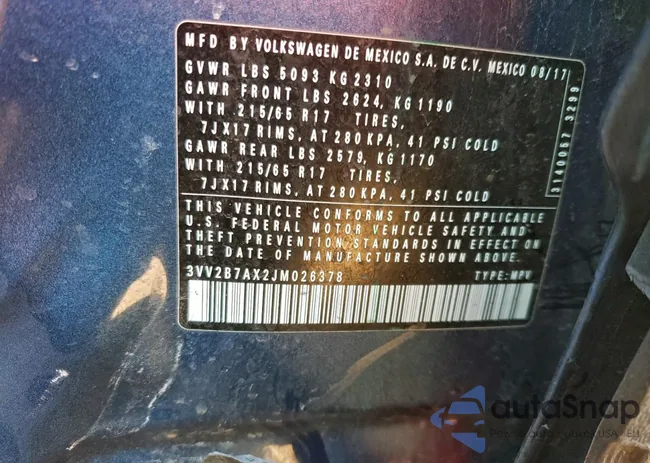 MFD BY VOLKSWAGEN DE MEXICO S.A. DE C.V. MEXICO 08/17
GVWR LBS 5093 KG 2310
GAWR FRONT LBS 2624, KG 1190
WITH 215/65 R17 TIRES,
7JX17 RIMS, AT 280 KPA, 41 PSI COLD
GAWR REAR LBS 2579, KG 1170
WITH 215/65 R17 TIRES,
7JX17 RIMS, AT 280 KPA, 41 PSI COLD
THIS VEHICLE CONFORMS TO ALL APPLICABLE
U.S. FEDERAL MOTOR VEHICLE SAFETY AND
THEFT PREVENTION STANDARDS IN EFFECT ON
THE DATE OF MANUFACTURE SHOWN ABOVE.
3VV2B7AX2JM026378 TYPE: MPV
3140057 3299
autoSnap